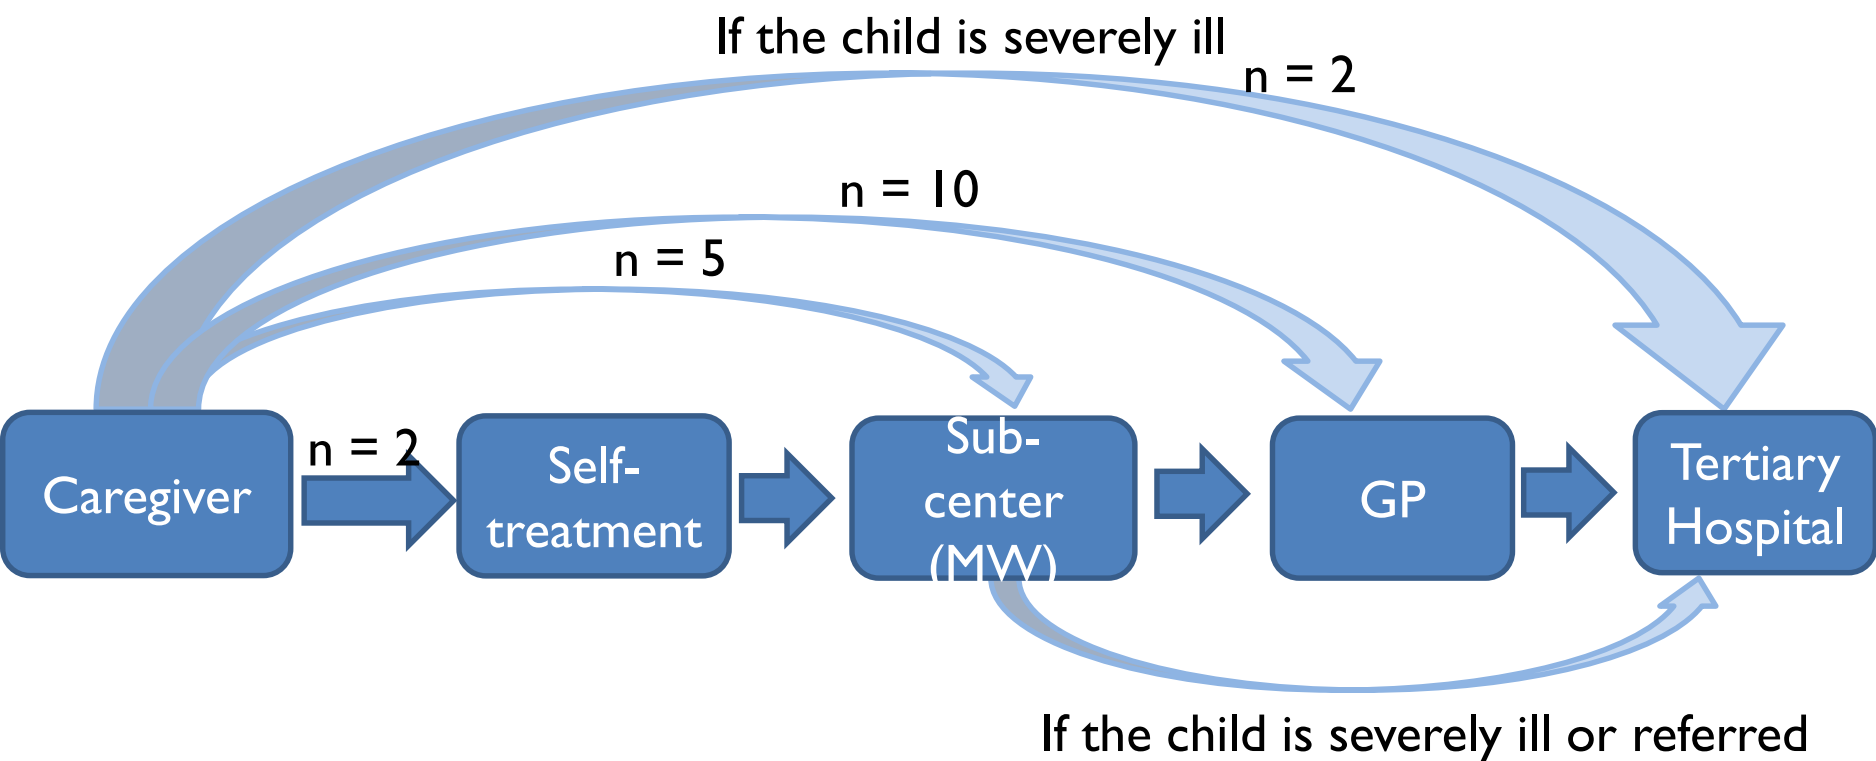 If the child is severely ill
n = 2
n = 10
n = 5
n = 2
Caregiver
Self-
treatment
Sub-
center
(MW)
GP
Tertiary
Hospital
If the child is severely ill or referred